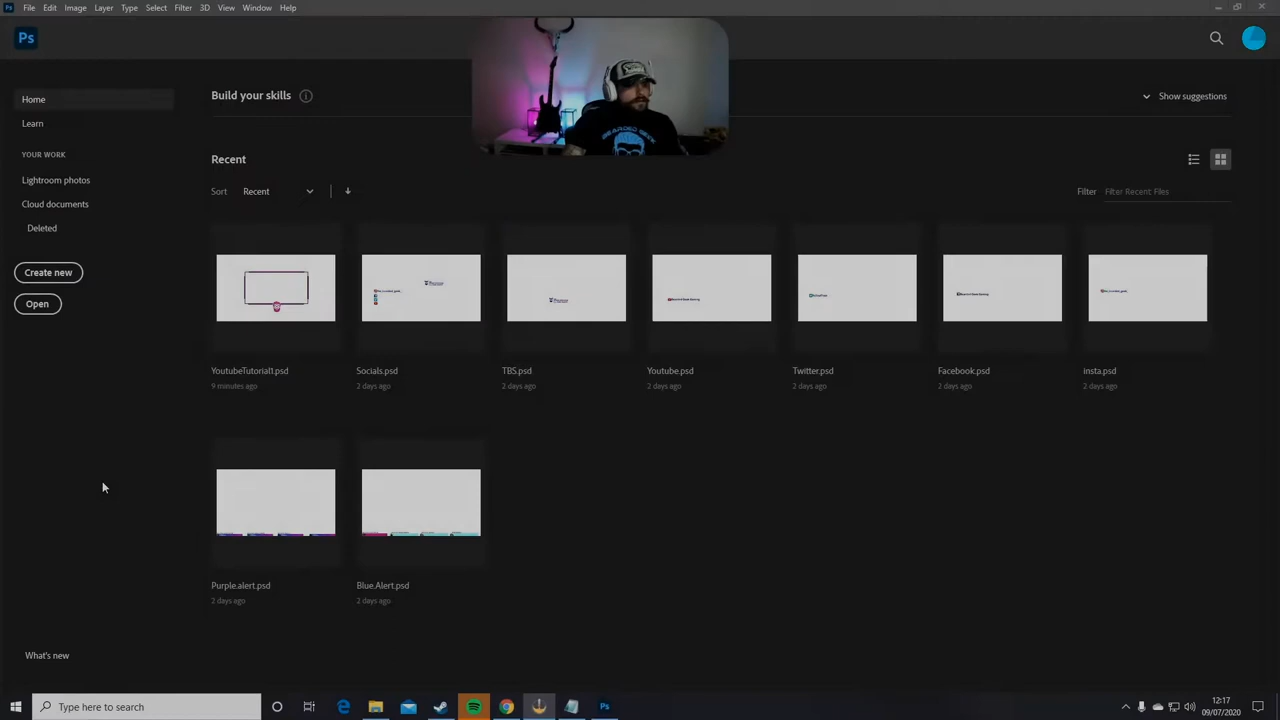 File Edit Image Layer Type Select Filter 3D View Window Help
Ps
Build your skills
Show suggestions
Home
Learn
YOUR WORK
Lightroom photos
Cloud documents
Deleted
Create new
Open
Recent
Sort Recent
Filter Filter Recent Files
YoutubeTutorial1.psd Socials.psd TBS.psd Youtube.psd Twitter.psd Facebook.psd insta.psd
9 minutes ago 2 days ago 2 days ago 2 days ago 2 days ago 2 days ago 2 days ago
Purple.alert.psd Blue.Alert.psd
2 days ago 2 days ago
What's new
Type here to search
Ps
12:17
09/07/2020